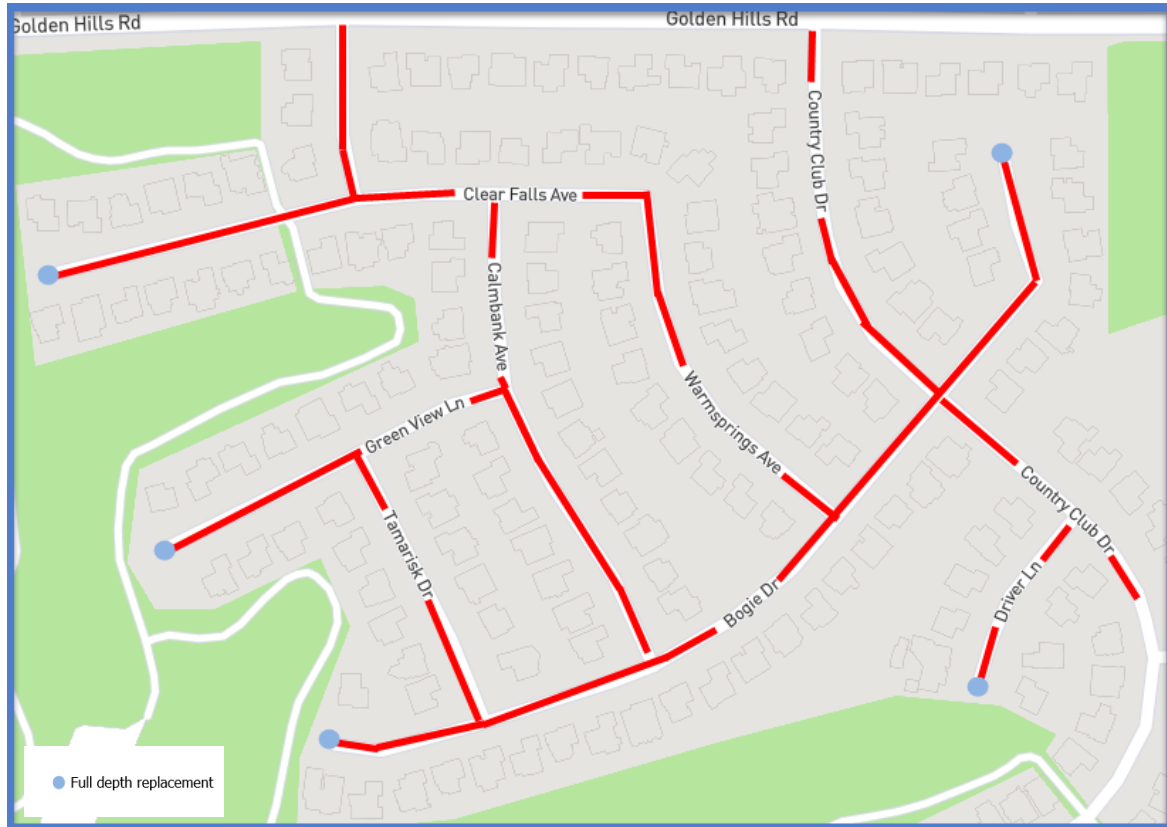 Golden Hills Rd
Golden Hills Rd
Country Club Dr
Clear Falls Ave
Calmbank Ave
Warmsprings Ave
Green View Ln
Country Club Dr
Tamarisk Dr
Driver Ln
Bogie Dr
Full depth replacement